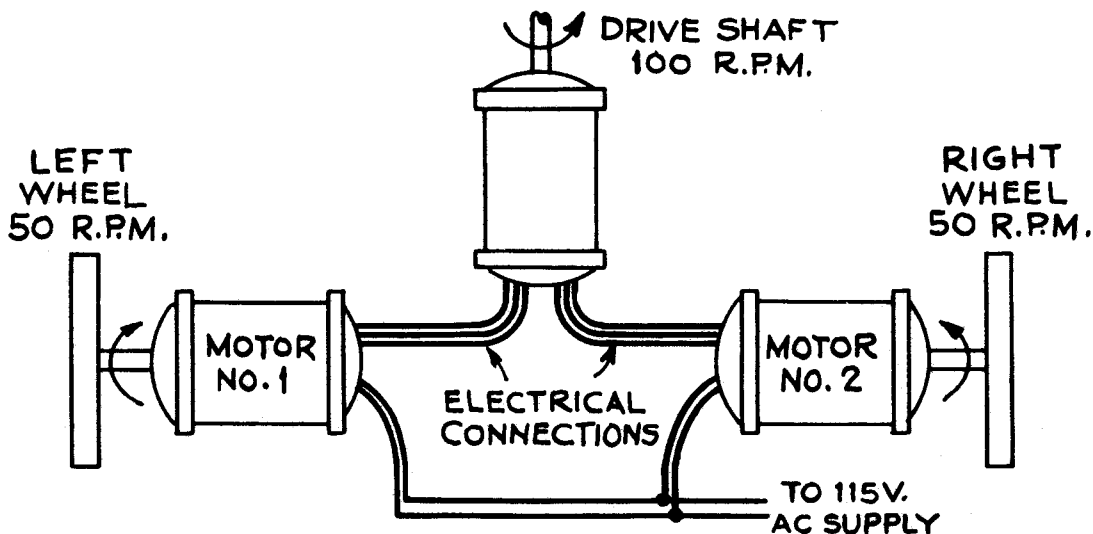 DRIVE SHAFT
100 R.P.M.
LEFT
WHEEL
50 R.P.M.
RIGHT
WHEEL
50 R.P.M.
MOTOR
NO. 1
MOTOR
NO. 2
ELECTRICAL
CONNECTIONS
TO 115V.
AC SUPPLY